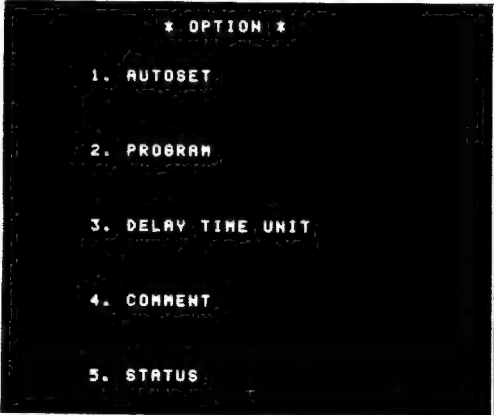 * OPTION *
1. AUTOSET
2. PROGRAM
3. DELAY TIME UNIT
4. COMMENT
5. STATUS